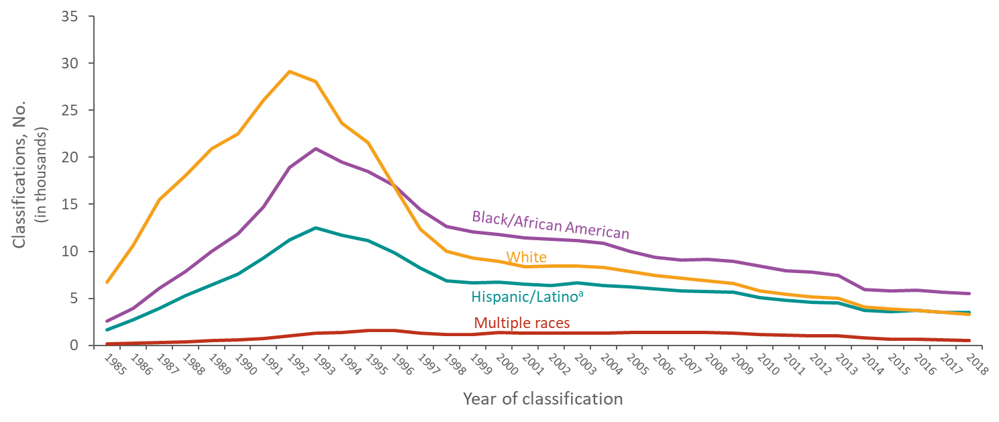 35
30
25
20
15
10
5
0
Classifications, No.
(in thousands)
Black/African American
White
Hispanic/Latinoᵃ
Multiple races
1985 1986 1987 1988 1989 1990 1991 1992 1993 1994 1995 1996 1997 1998 1999 2000 2001 2002 2003 2004 2005 2006 2007 2008 2009 2010 2011 2012 2013 2014 2015 2016 2017 2018
Year of classification